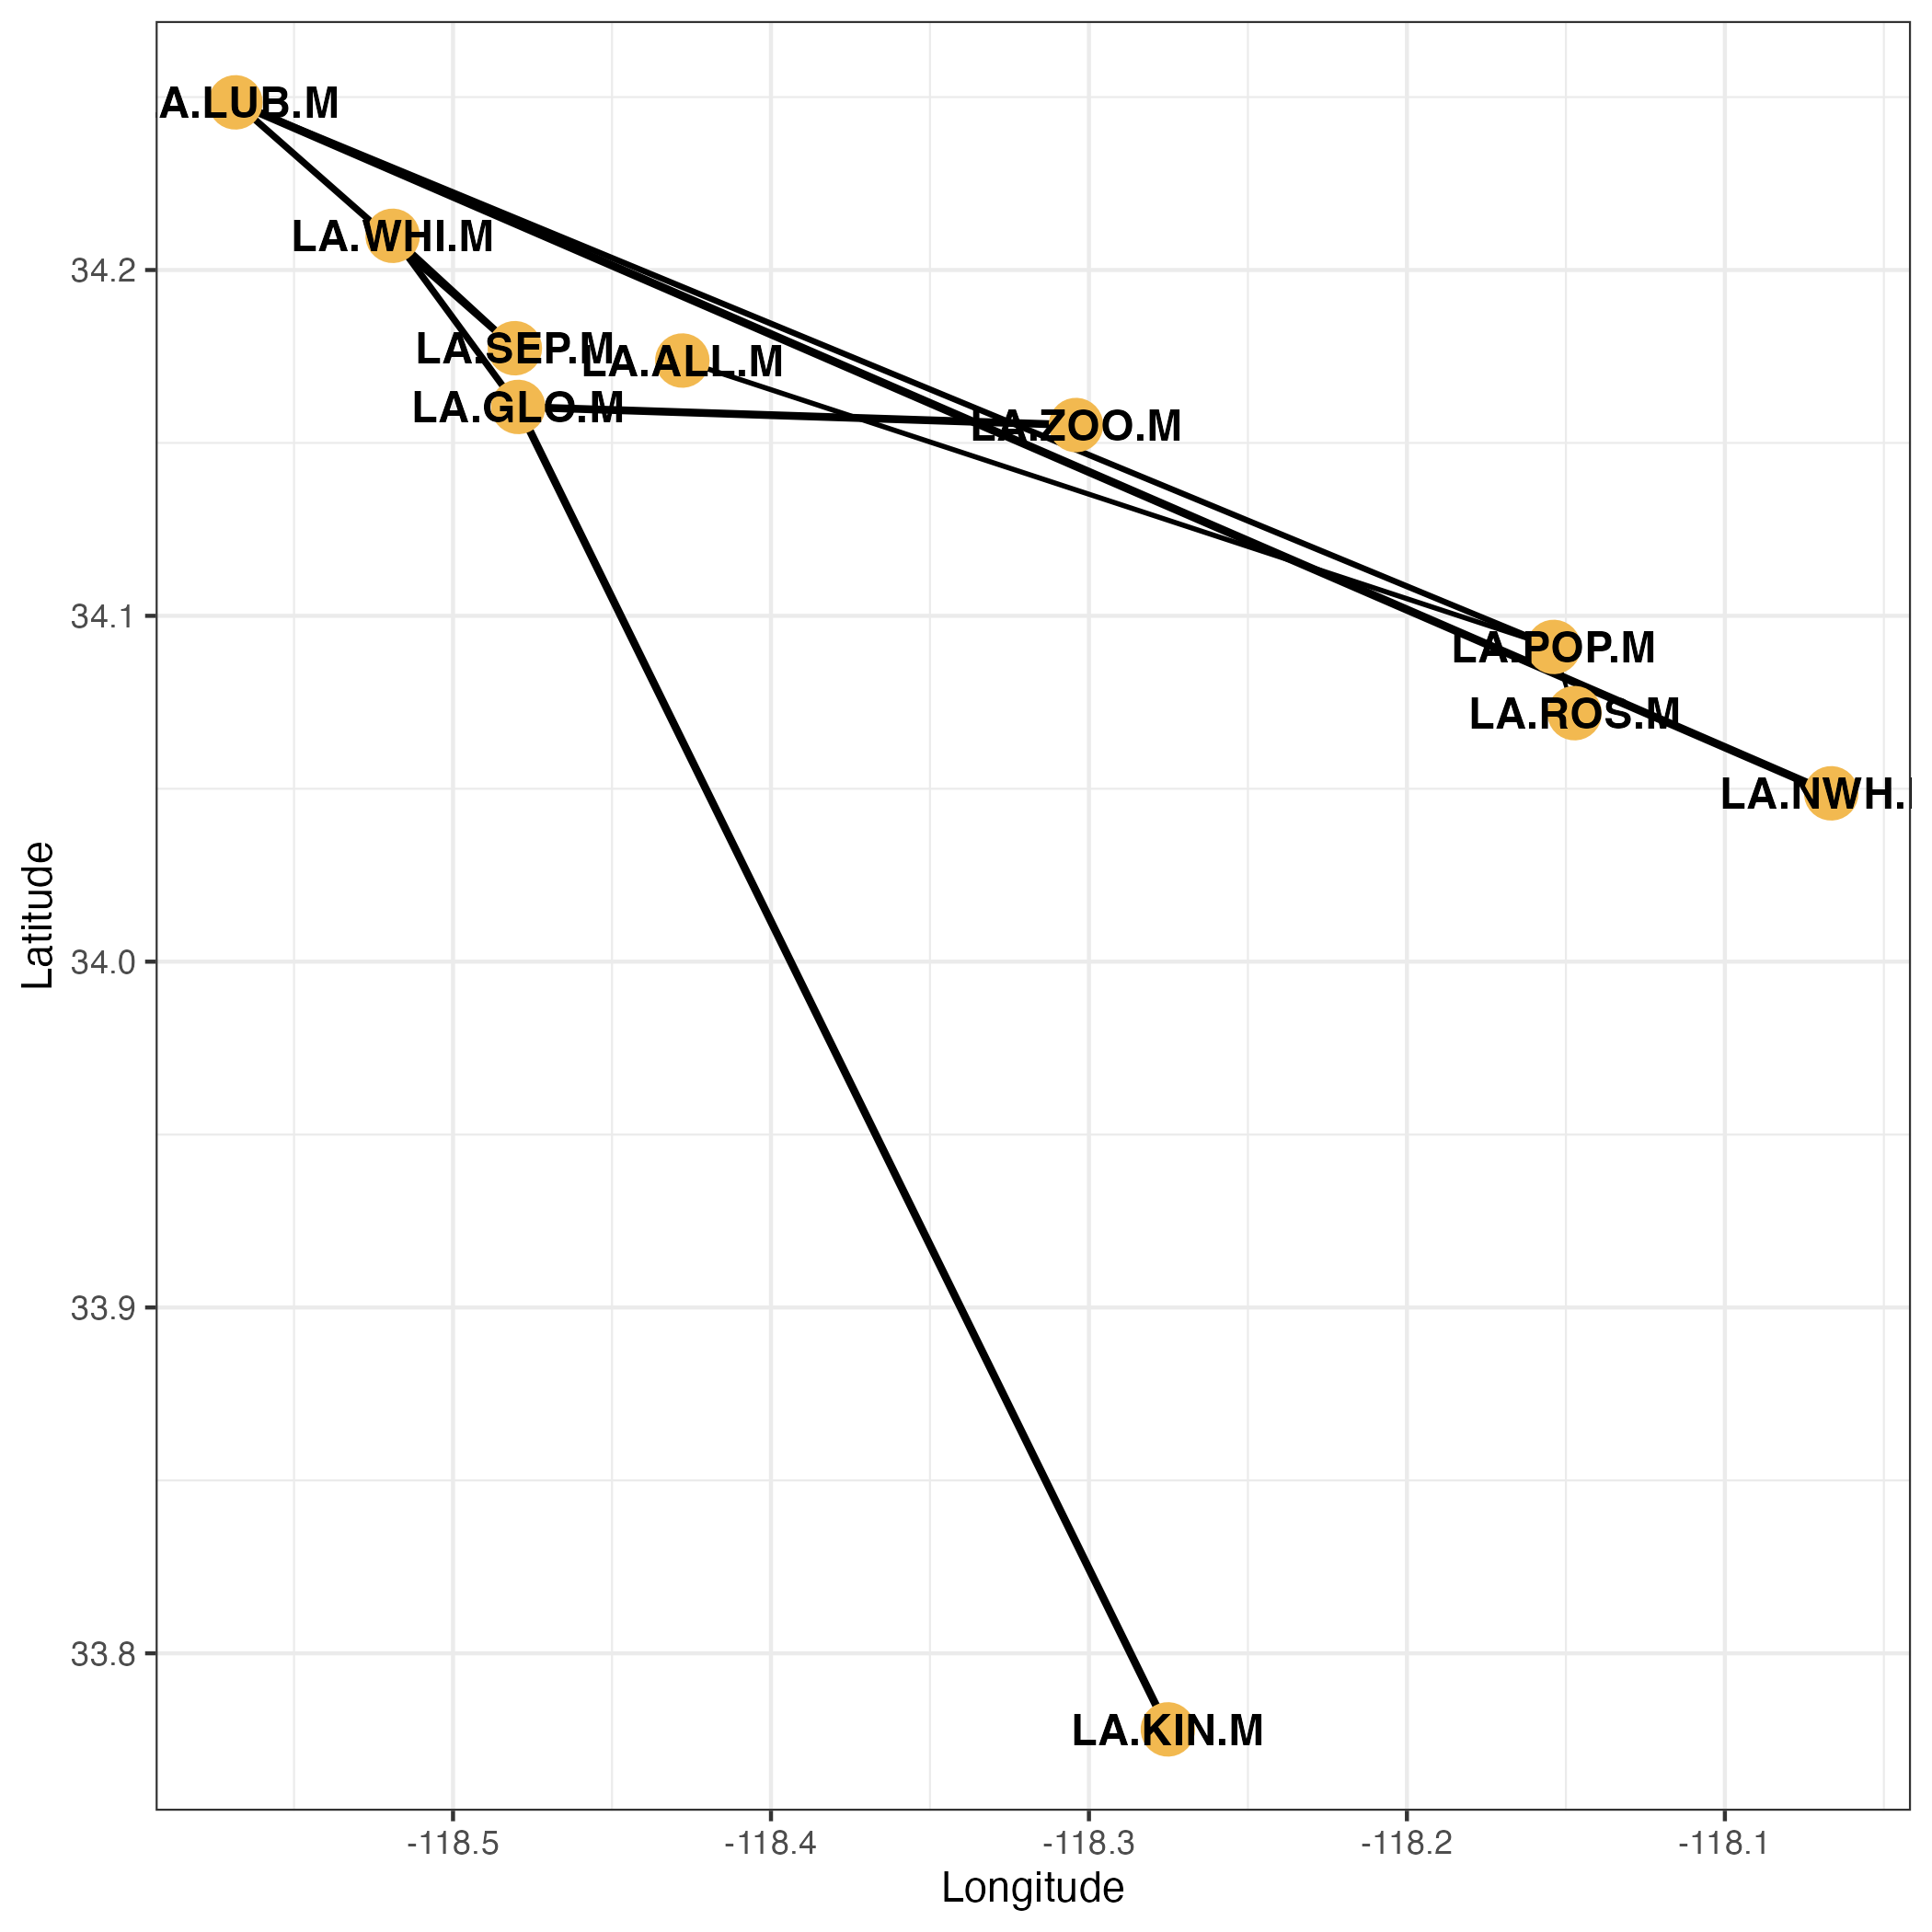 A.LUB.M
LA.WHI.M
LA.SEP.M
LA.ALL.M
LA.GLO.M
LA.ZOO.M
LA.POP.M
LA.ROS.M
LA.NWH.
LA.KIN.M
34.2
34.1
34.0
33.9
33.8
Latitude
-118.5
-118.4
-118.3
-118.2
-118.1
Longitude